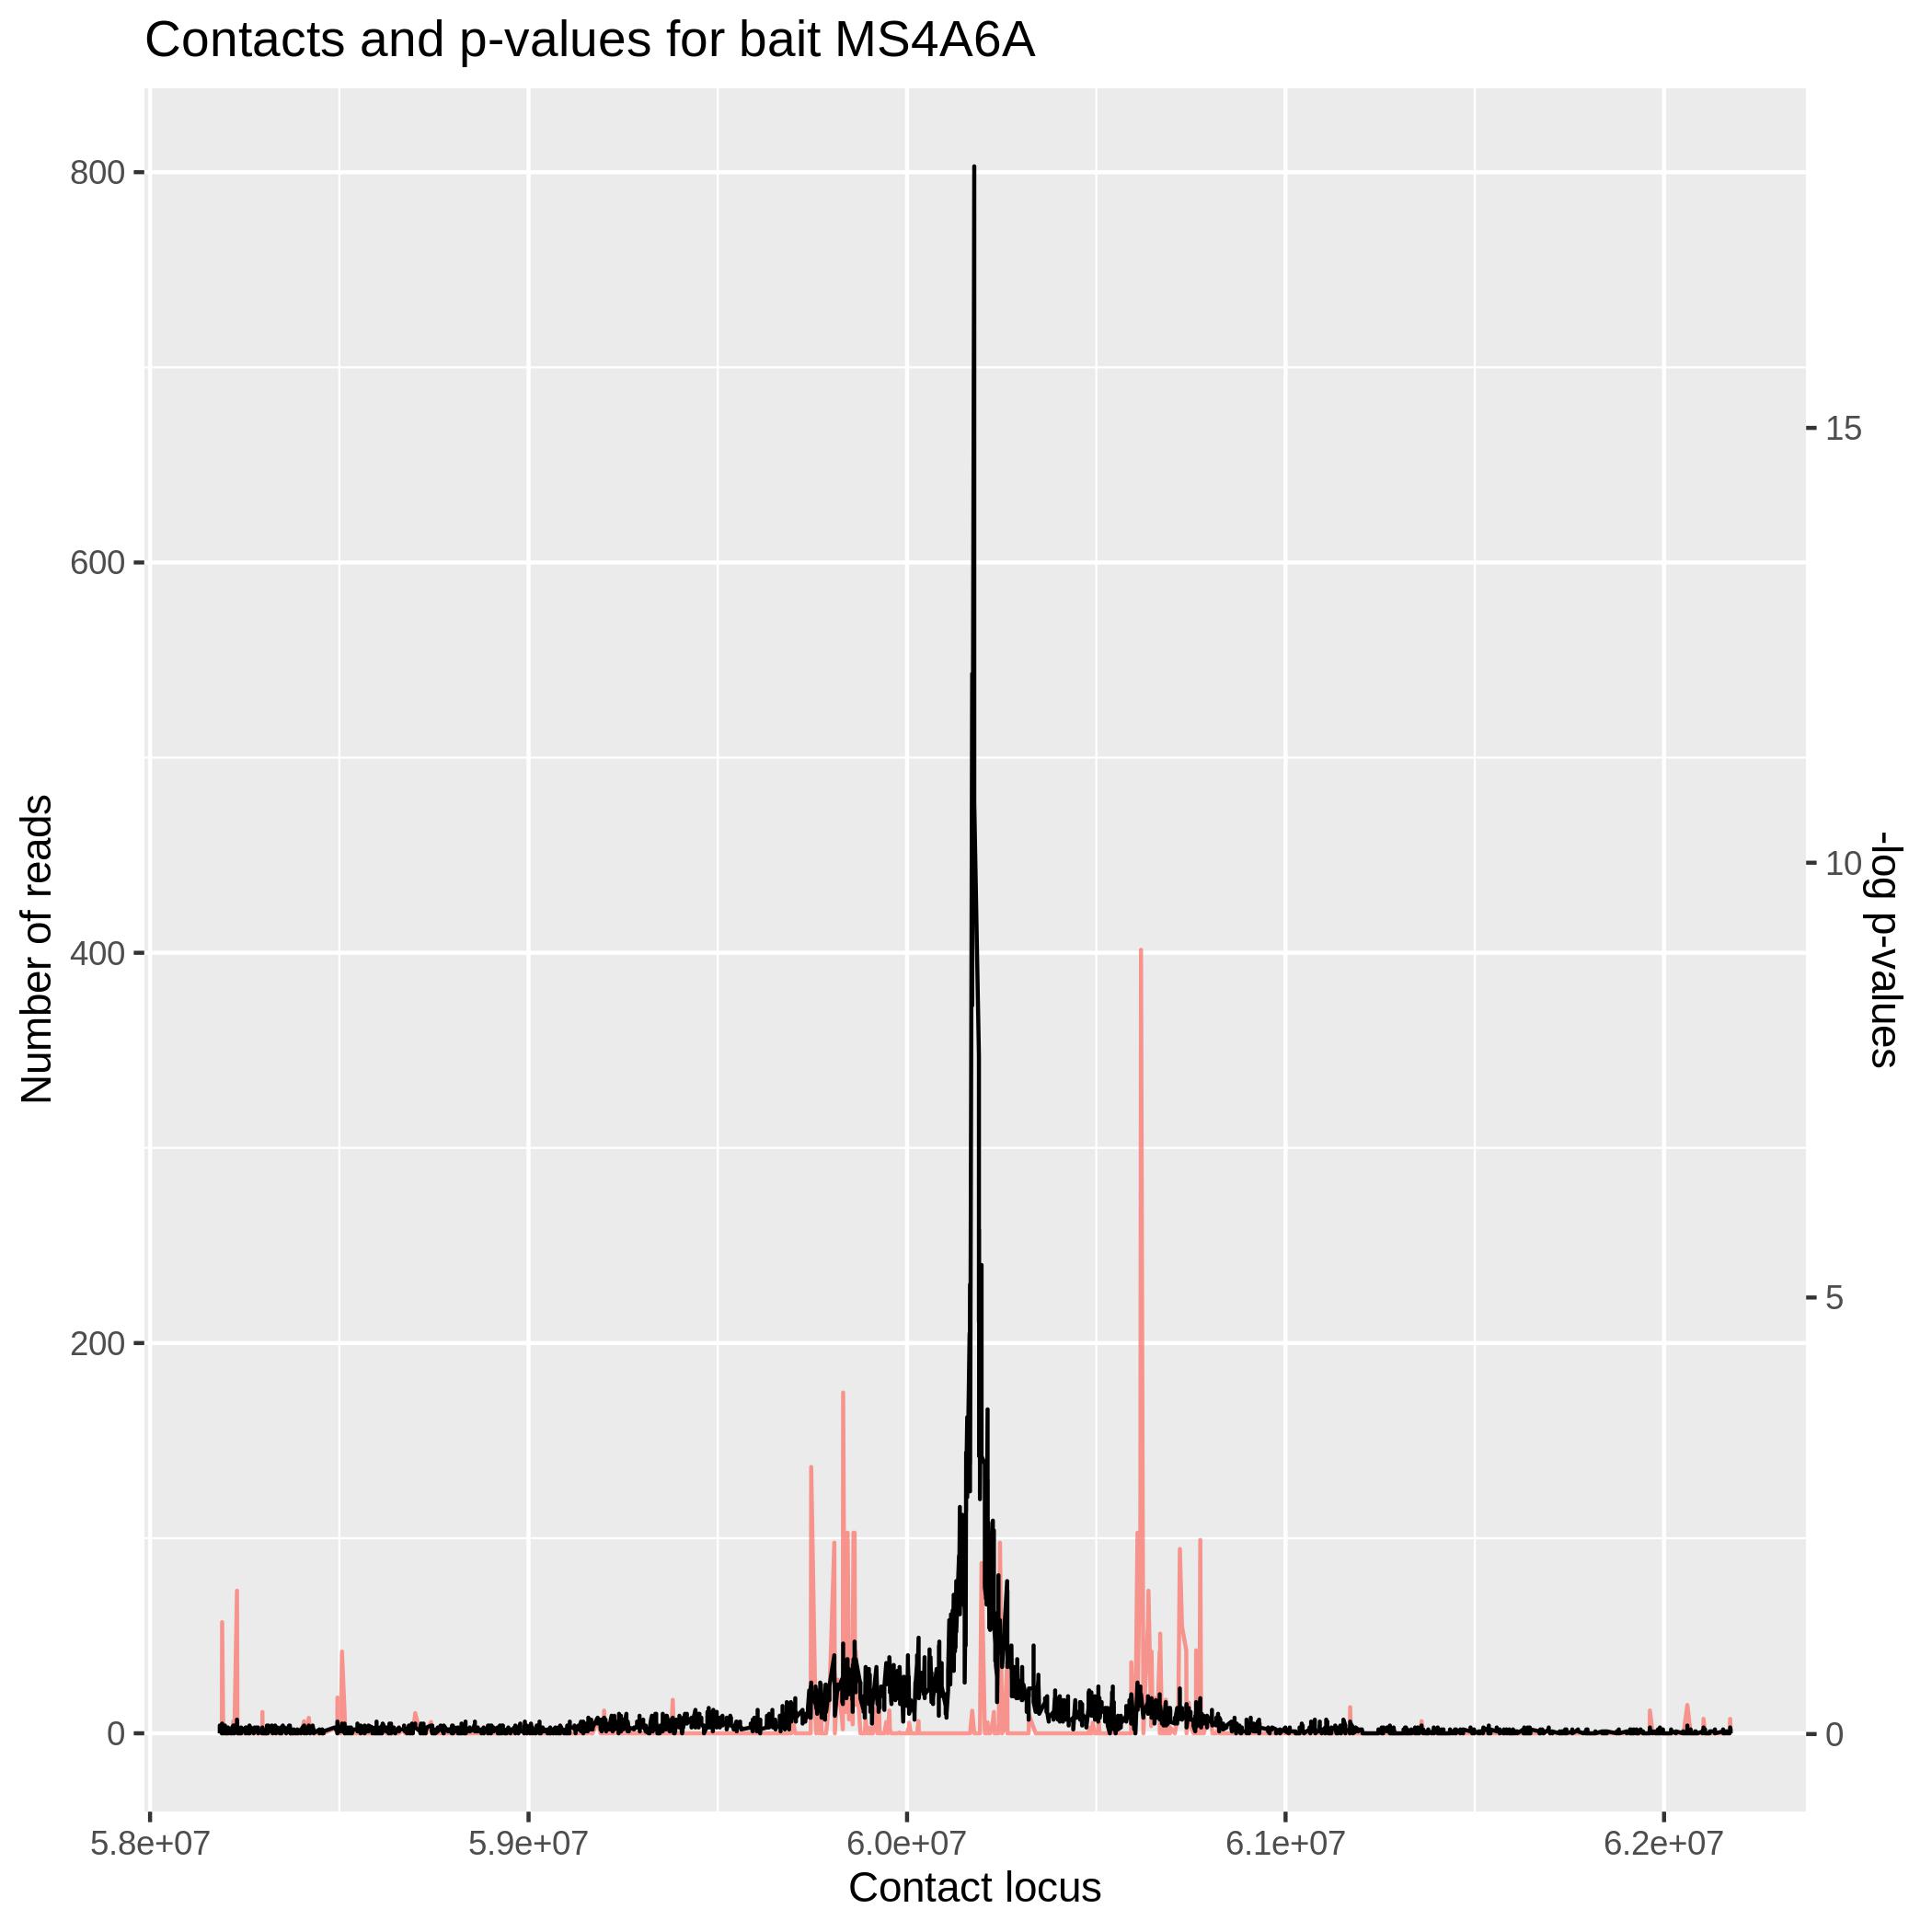 Contacts and p-values for bait MS4A6A
Number of reads
800
600
400
200
0
15
10
5
0
-log p-values
5.8e+07 5.9e+07 6.0e+07 6.1e+07 6.2e+07
Contact locus